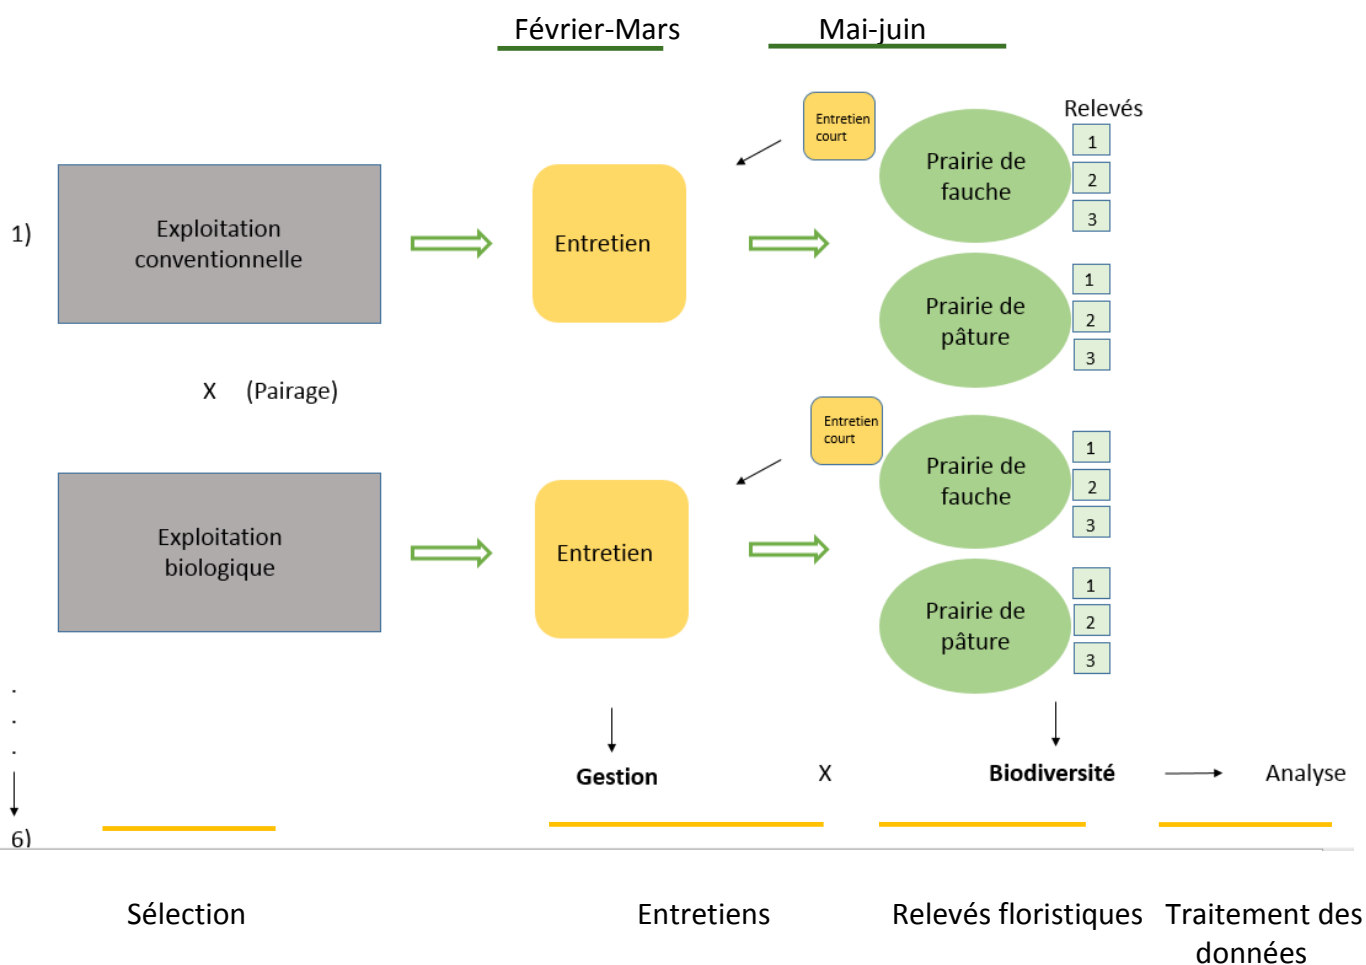 Février-Mars
Mai-juin
Relevés
Entretien
court
1
2
3
Prairie de
fauche
1)
Exploitation
conventionnelle
Entretien
Prairie de
pâture
1
2
3
X (Pairage)
Entretien
court
Prairie de
fauche
1
2
3
Exploitation
biologique
Entretien
Prairie de
pâture
1
2
3
.
.
.
Gestion
X
Biodiversité
Analyse
6)
Sélection
Entretiens
Relevés floristiques
Traitement des
données